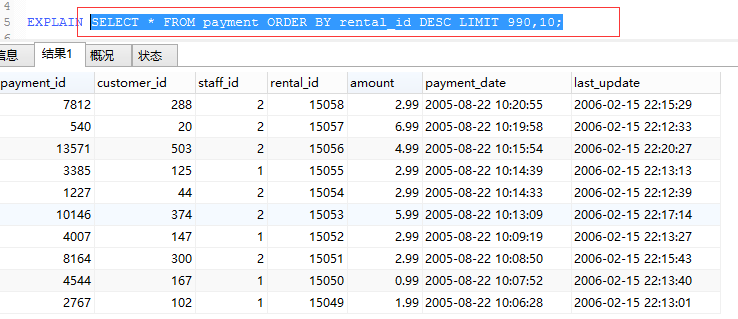 4
5 EXPLAIN SELECT * FROM payment ORDER BY rental_id DESC LIMIT 990,10;
6
信息 结果1 概况 状态
payment_id customer_id staff_id rental_id amount payment_date last_update
7812 288 2 15058 2.99 2005-08-22 10:20:55 2006-02-15 22:15:29
540 20 2 15057 6.99 2005-08-22 10:19:58 2006-02-15 22:12:33
13571 503 2 15056 4.99 2005-08-22 10:15:54 2006-02-15 22:20:27
3385 125 1 15055 2.99 2005-08-22 10:14:39 2006-02-15 22:13:13
1227 44 2 15054 2.99 2005-08-22 10:14:33 2006-02-15 22:12:39
10146 374 2 15053 5.99 2005-08-22 10:13:09 2006-02-15 22:17:14
4007 147 1 15052 2.99 2005-08-22 10:09:19 2006-02-15 22:13:27
8164 300 2 15051 2.99 2005-08-22 10:08:50 2006-02-15 22:15:43
4544 167 1 15050 0.99 2005-08-22 10:07:52 2006-02-15 22:13:40
2767 102 1 15049 1.99 2005-08-22 10:06:28 2006-02-15 22:13:01